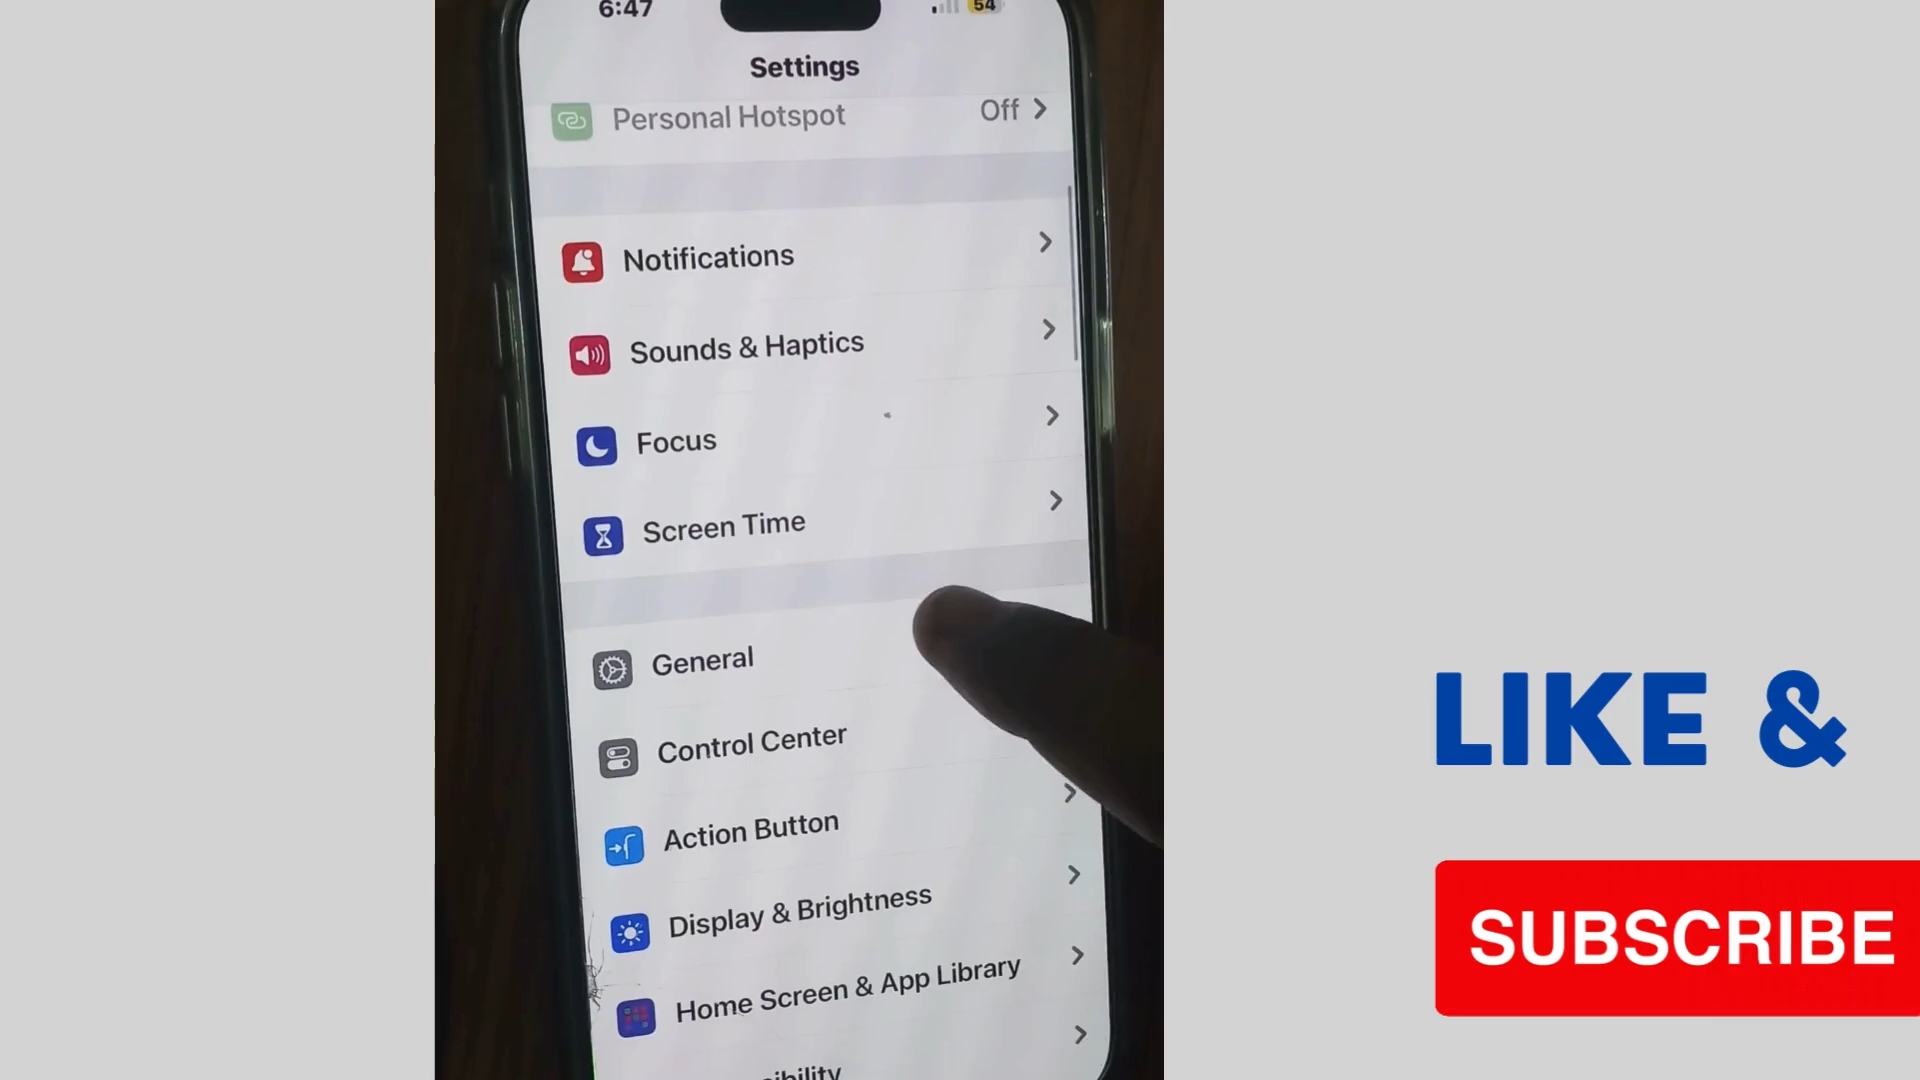 6:47
54
Settings
Personal Hotspot Off
Notifications
Sounds & Haptics
Focus
Screen Time
General
Control Center
Action Button
Display & Brightness
Home Screen & App Library
LIKE &
SUBSCRIBE